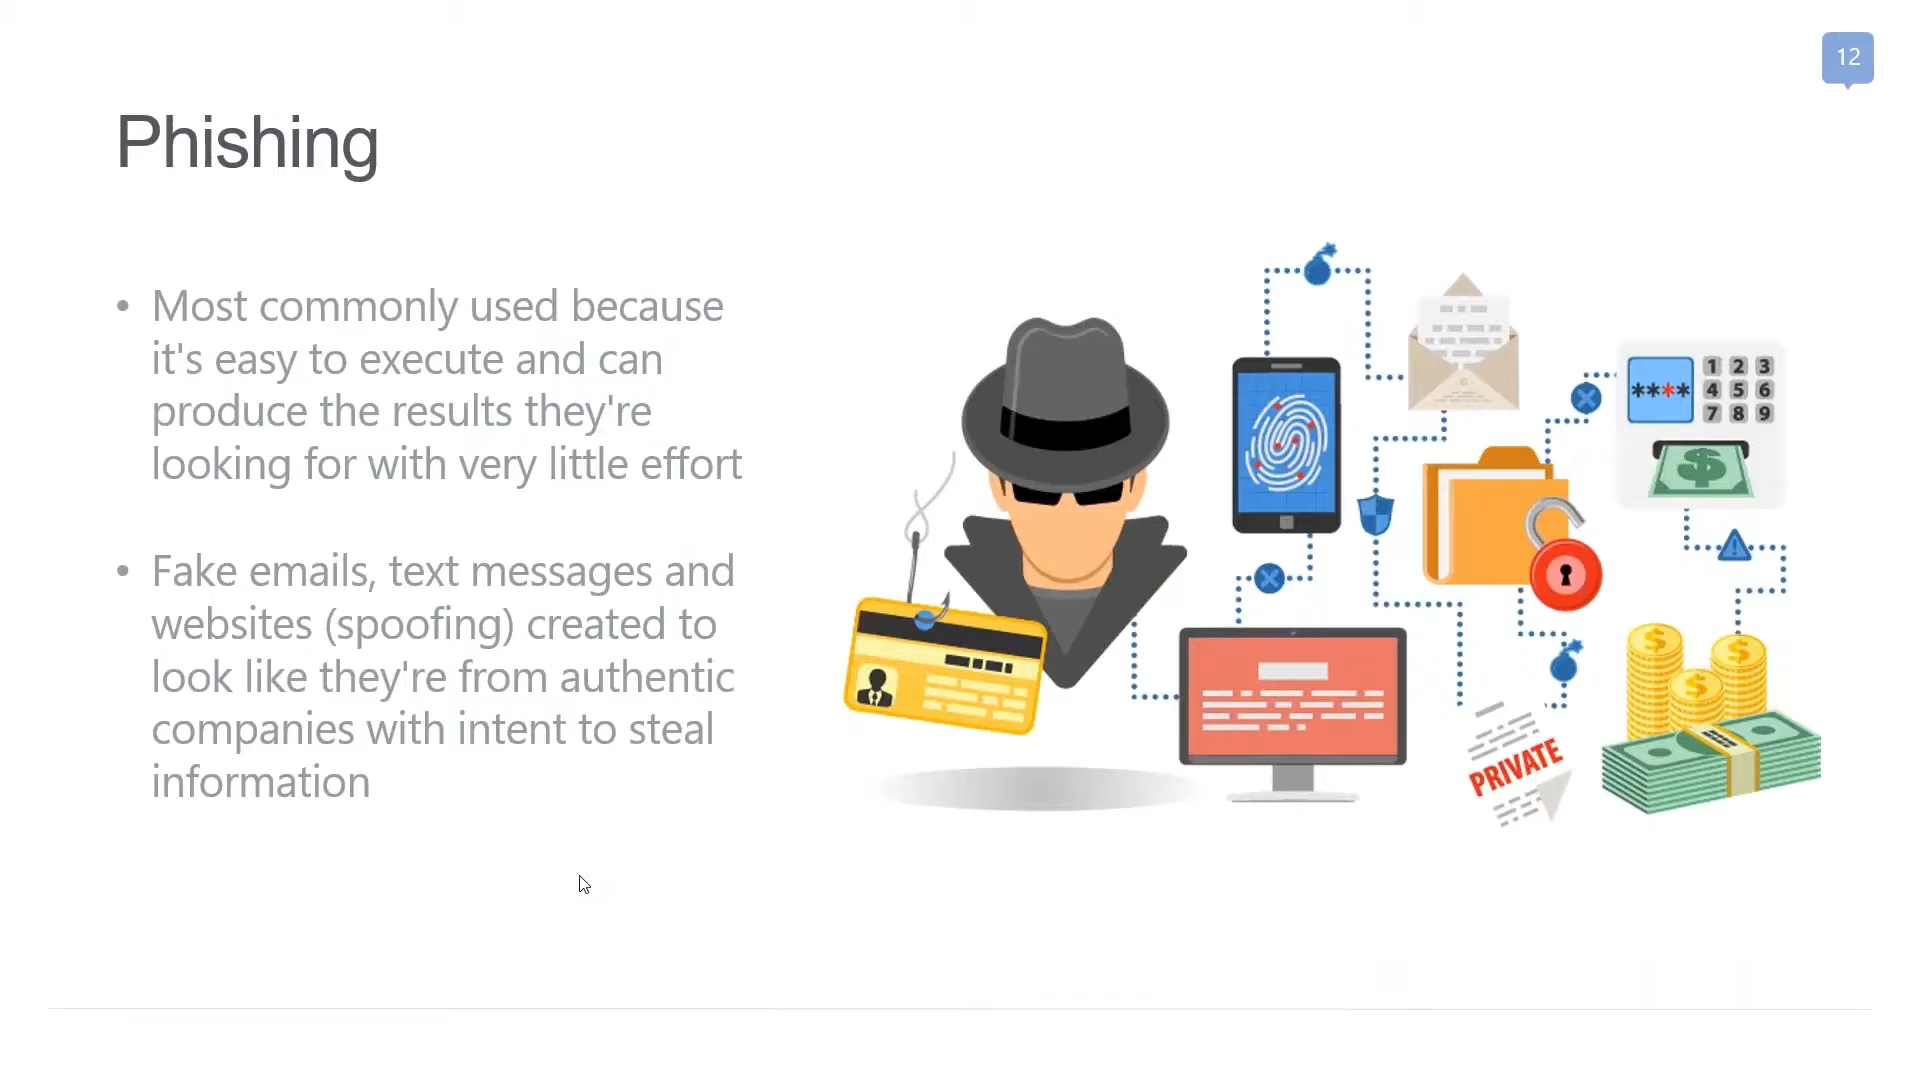 12
Phishing
• Most commonly used because
it's easy to execute and can
produce the results they're
looking for with very little effort
• Fake emails, text messages and
websites (spoofing) created to
look like they're from authentic
companies with intent to steal
information
**** 1 2 3
4 5 6
7 8 9
$
$
$
$
PRIVATE